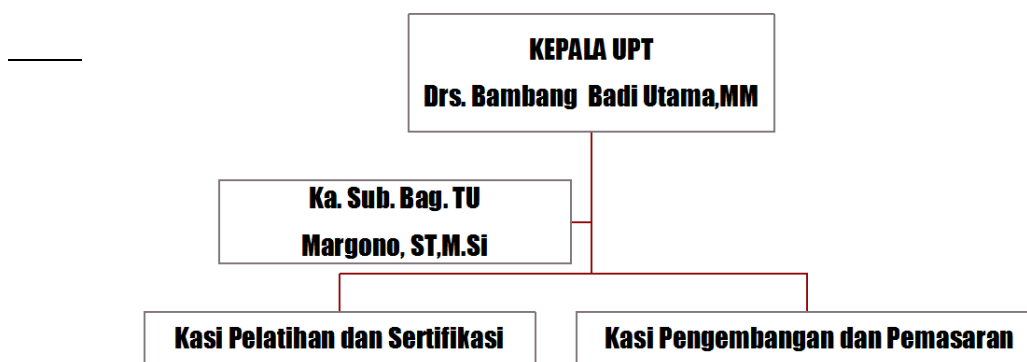 KEPALA UPT
Drs. Bambang  Badi Utama,MM
Ka. Sub. Bag. TU
Margono, ST,M.Si
Kasi Pelatihan dan Sertifikasi
Kasi Pengembangan dan Pemasaran